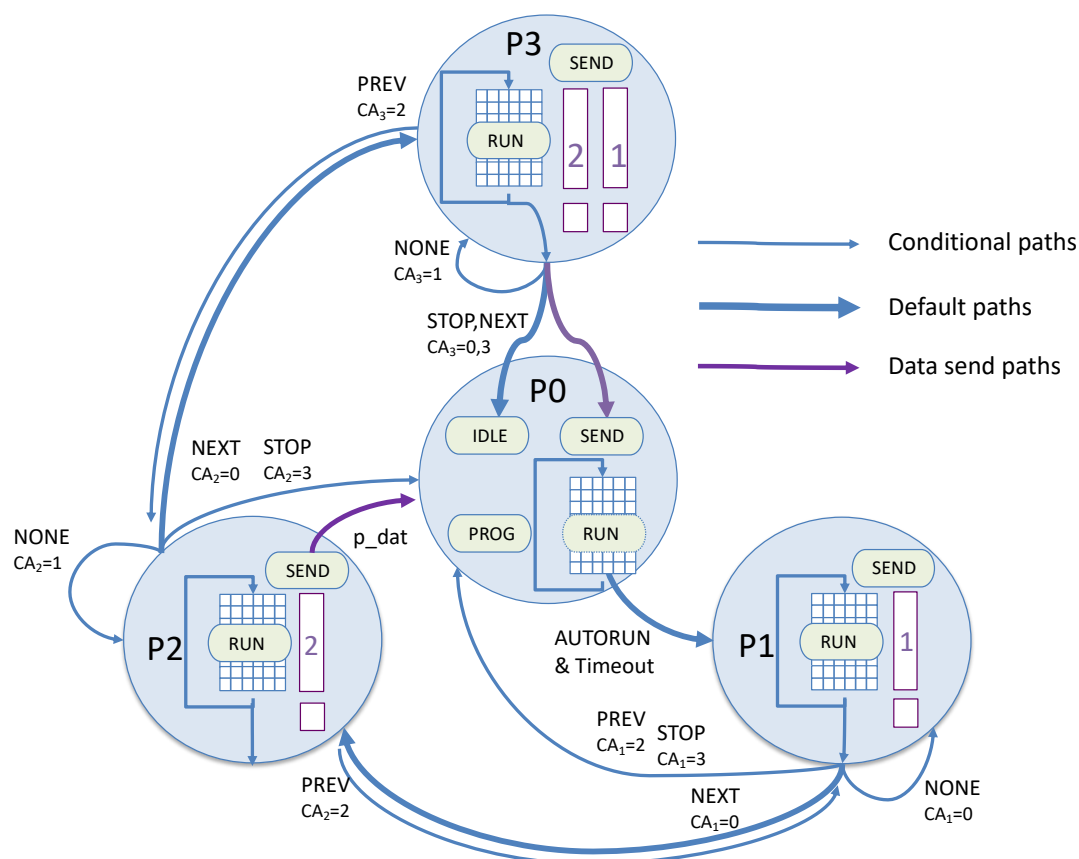 P3
SEND
PREV
CA₃=2
RUN
2
1
NONE
CA₃=1
Conditional paths
Default paths
Data send paths
STOP,NEXT
CA₃=0,3
P0
IDLE
SEND
NEXT STOP
CA₂=0 CA₂=3
NONE
CA₂=1
p_dat
PROG
RUN
SEND
P2
RUN
2
AUTORUN
& Timeout
SEND
P1
RUN
1
PREV STOP
CA₁=2 CA₁=3
PREV
CA₂=2
NEXT
CA₁=0
NONE
CA₁=0